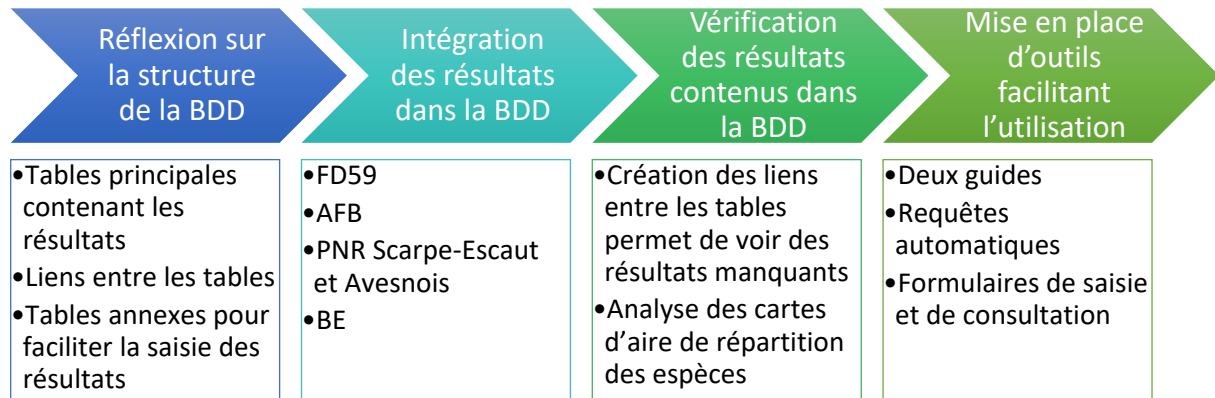 Réflexion sur
la structure
de la BDD
Intégration
des résultats
dans la BDD
Vérification
des résultats
contenus dans
la BDD
Mise en place
d'outils
facilitant
l'utilisation
•Tables principales
contenant les
résultats
•Liens entre les tables
•Tables annexes pour
faciliter la saisie des
résultats
•FD59
•AFB
•PNR Scarpe-Escaut
et Avesnois
•BE
•Création des liens
entre les tables
permet de voir des
résultats manquants
•Analyse des cartes
d'aire de répartition
des espèces
•Deux guides
•Requêtes
automatiques
•Formulaires de saisie
et de consultation